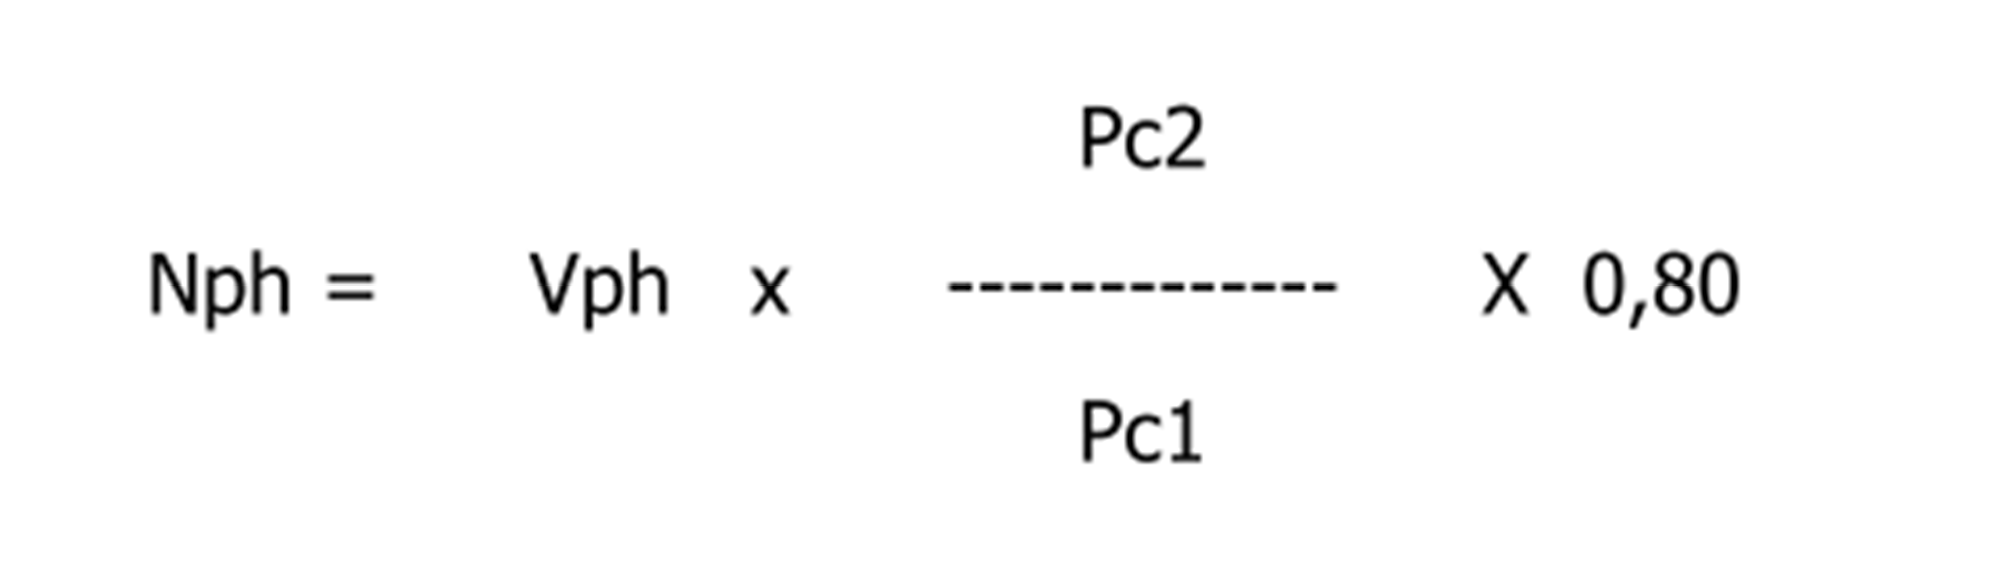 Pc2
Nph = Vph x ------------- X 0,80
Pc1